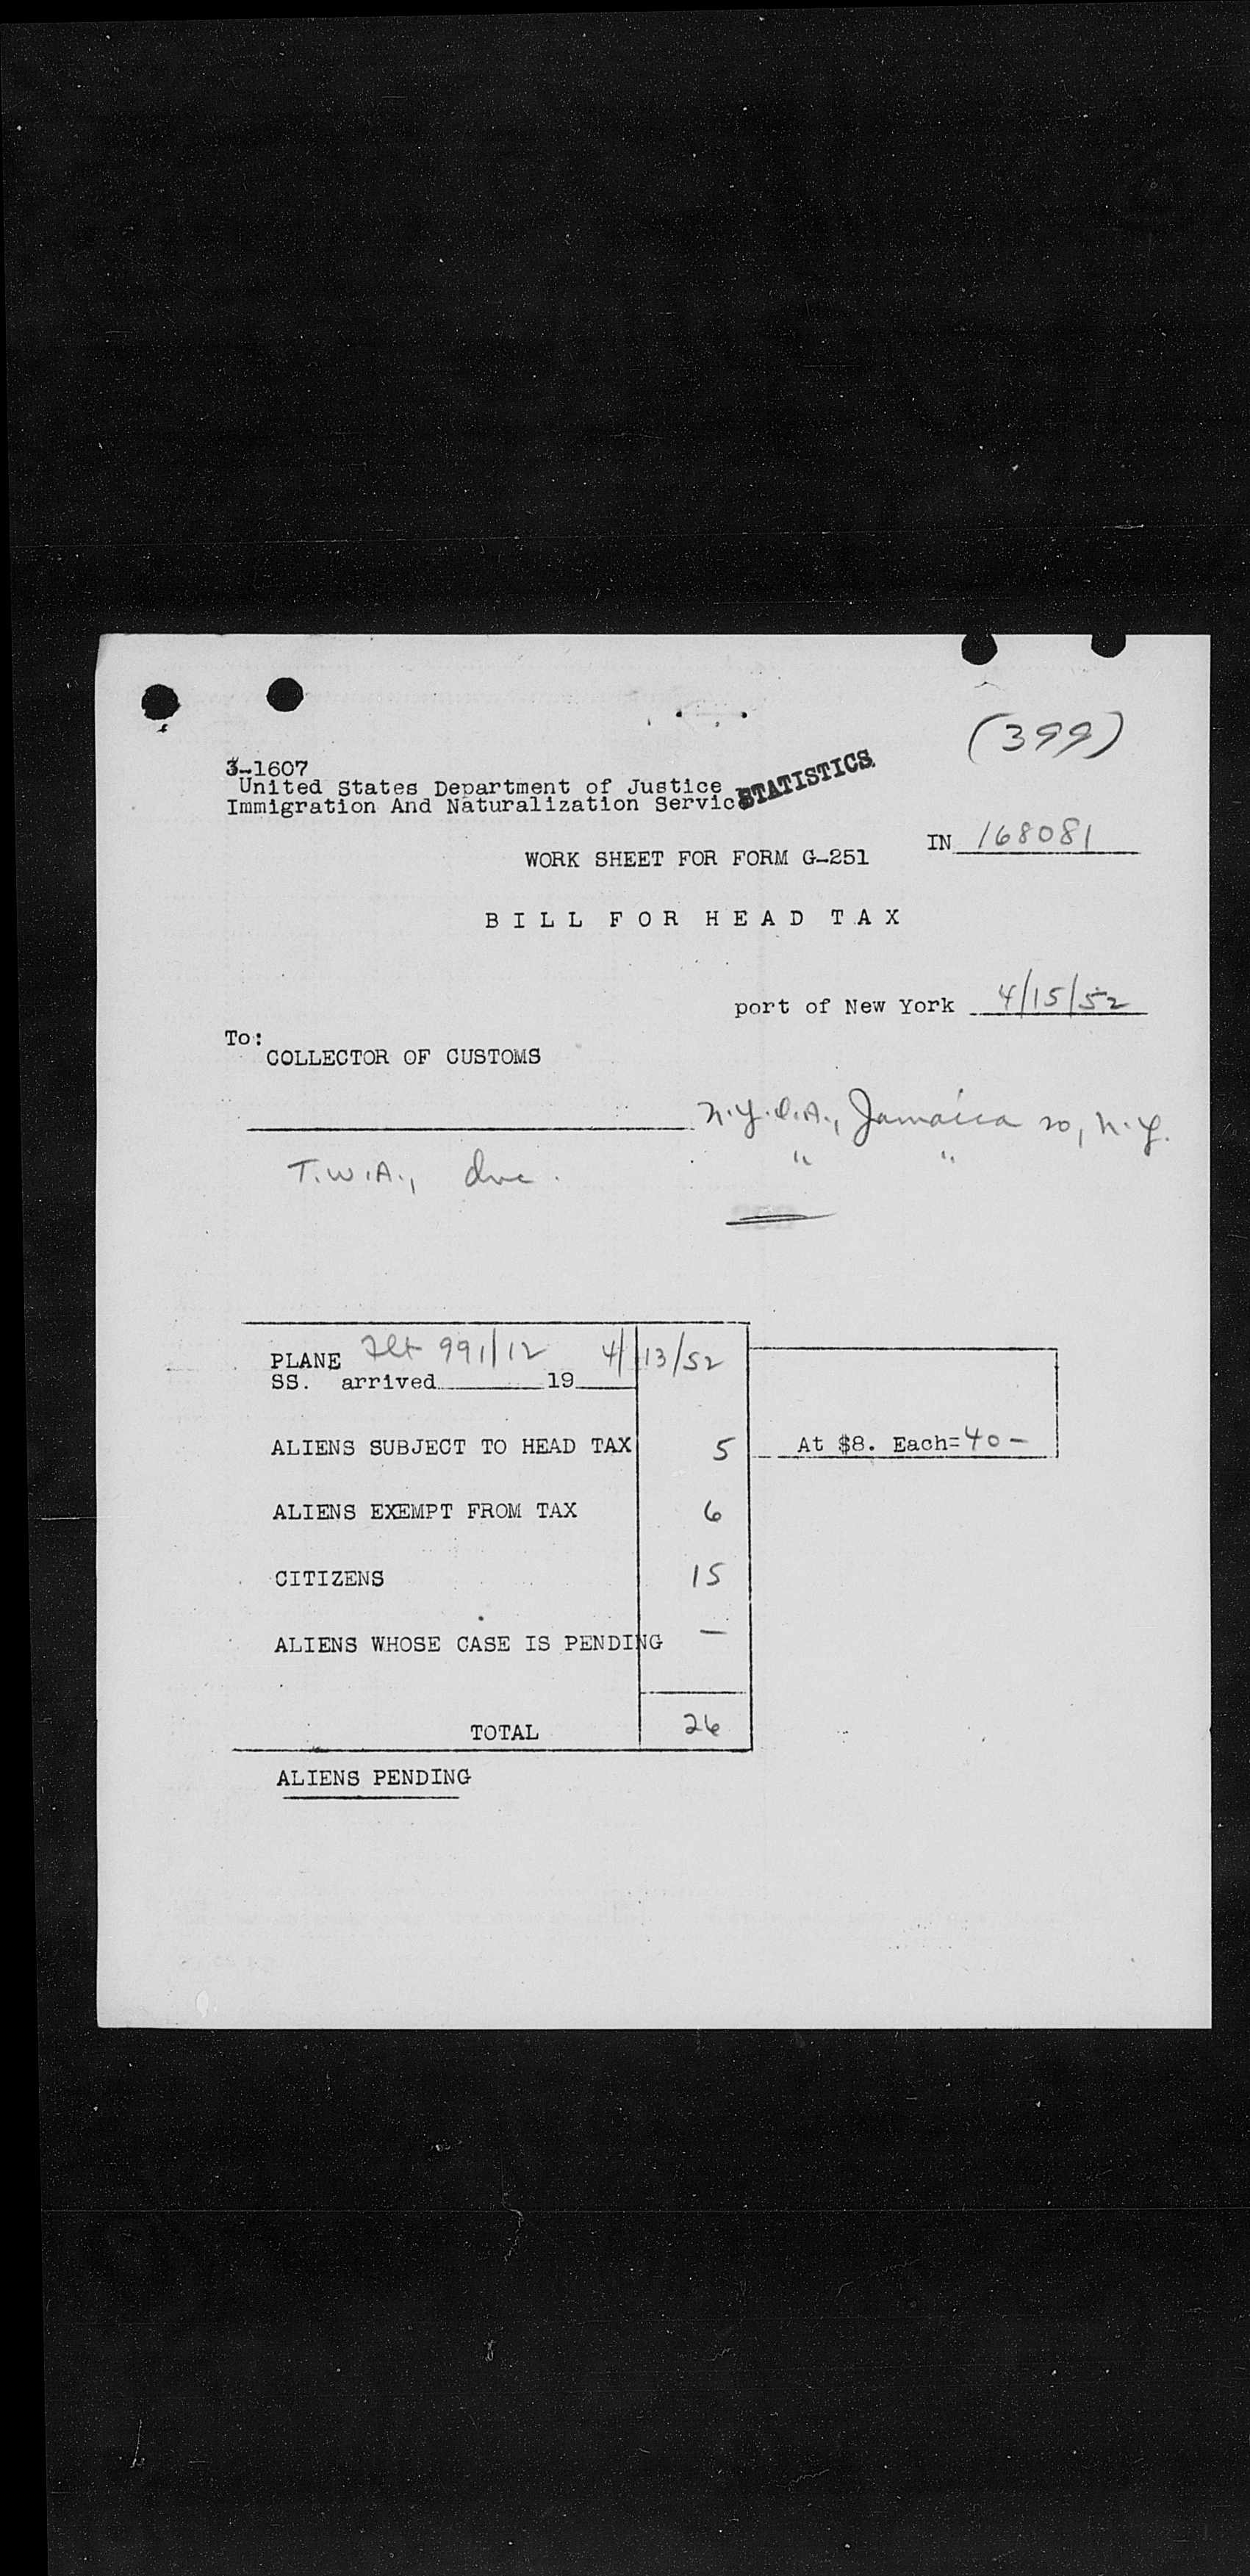 (399)
3-1607
United States Department of Justice
STATISTICS
Immigration And Naturalization Service
IN 168081
WORK SHEET FOR FORM G-251
BILL FOR HEAD TAX
port of New York 4/15/52
To:
COLLECTOR OF CUSTOMS
N.Y.I.A., Jamaica 20, N.Y.
T.W.A., Inc. " "
PLANE Flt 991/12 4/13/52
SS. arrived 19
ALIENS SUBJECT TO HEAD TAX 5 At $8. Each=40-
ALIENS EXEMPT FROM TAX 6
CITIZENS 15
ALIENS WHOSE CASE IS PENDING —
TOTAL 26
ALIENS PENDING